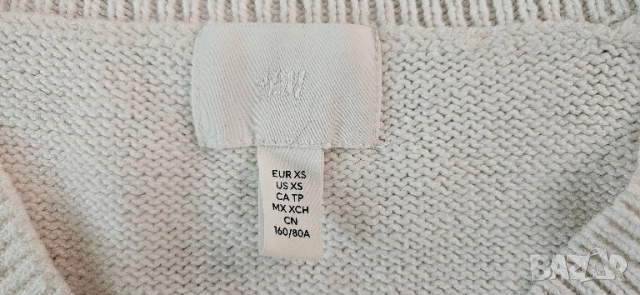 H&M
EUR XS
US XS
CA TP
MX XCH
CN
160/80A
BAZAR